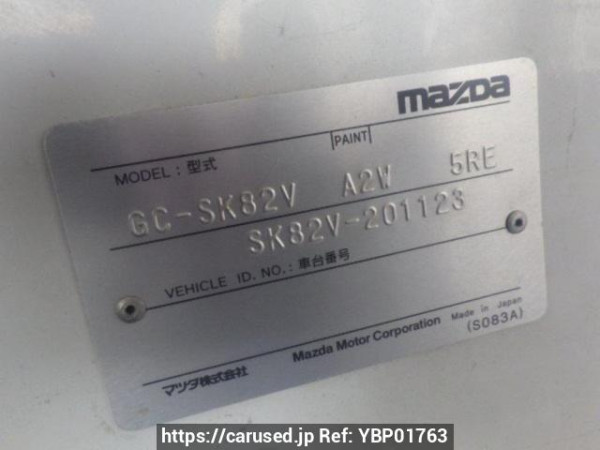 mazda
PAINT
MODEL : 型式
GC-SK82V A2W 5RE
SK82V-201123
VEHICLE ID. NO. : 車台番号
マツダ株式会社 Mazda Motor Corporation Made in Japan
(S083A)
https://carused.jp Ref: YBP01763